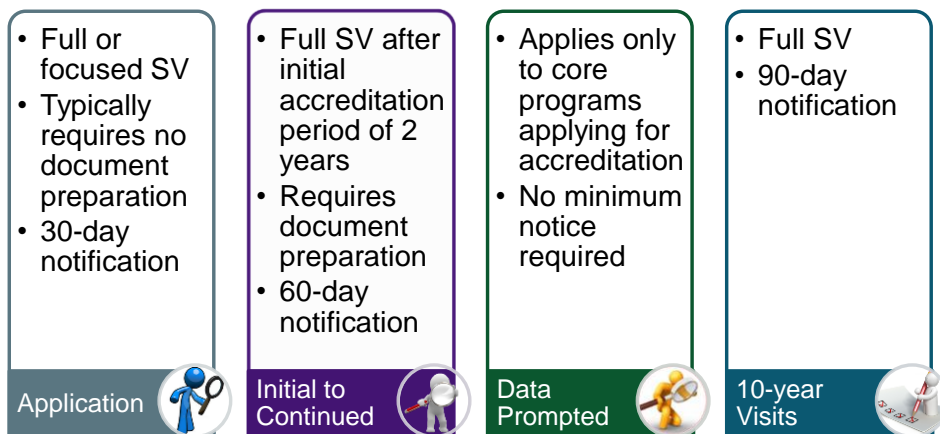 • Full or
focused SV
• Typically
requires no
document
preparation
• 30-day
notification
Application
• Full SV after
initial
accreditation
period of 2
years
• Requires
document
preparation
• 60-day
notification
Initial to
Continued
• Applies only
to core
programs
applying for
accreditation
• No minimum
notice
required
Data
Prompted
• Full SV
• 90-day
notification
10-year
Visits